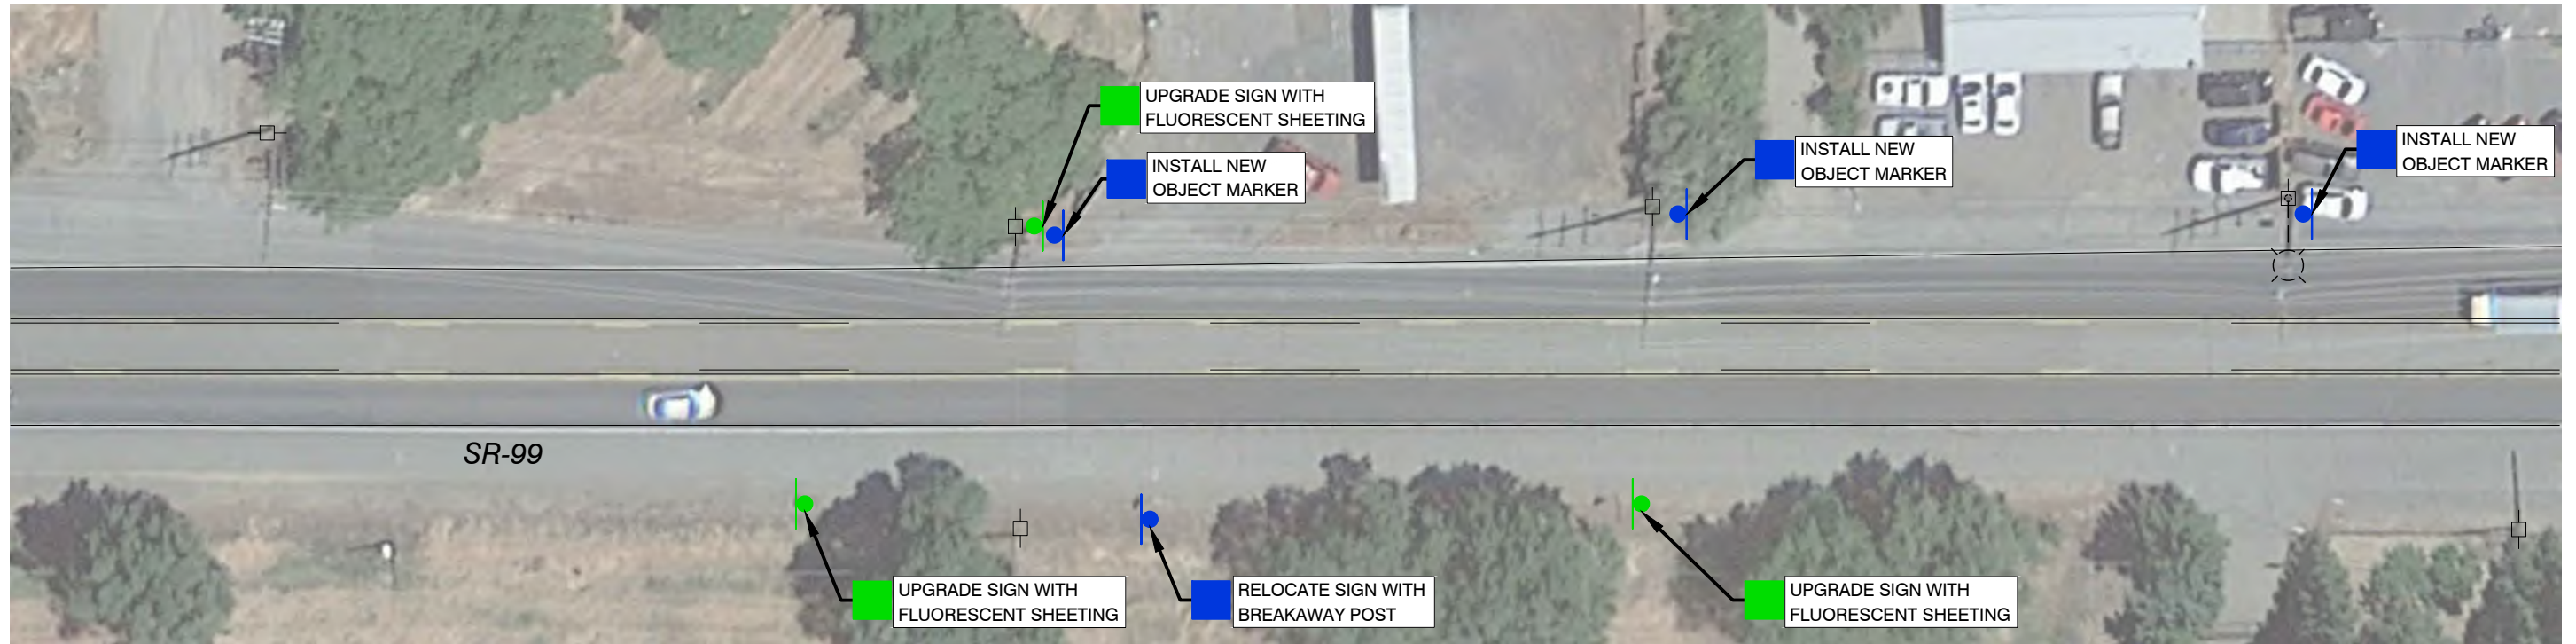 UPGRADE SIGN WITH
FLUORESCENT SHEETING
INSTALL NEW
OBJECT MARKER
INSTALL NEW
OBJECT MARKER
INSTALL NEW
OBJECT MARKER
SR-99
UPGRADE SIGN WITH
FLUORESCENT SHEETING
RELOCATE SIGN WITH
BREAKAWAY POST
UPGRADE SIGN WITH
FLUORESCENT SHEETING